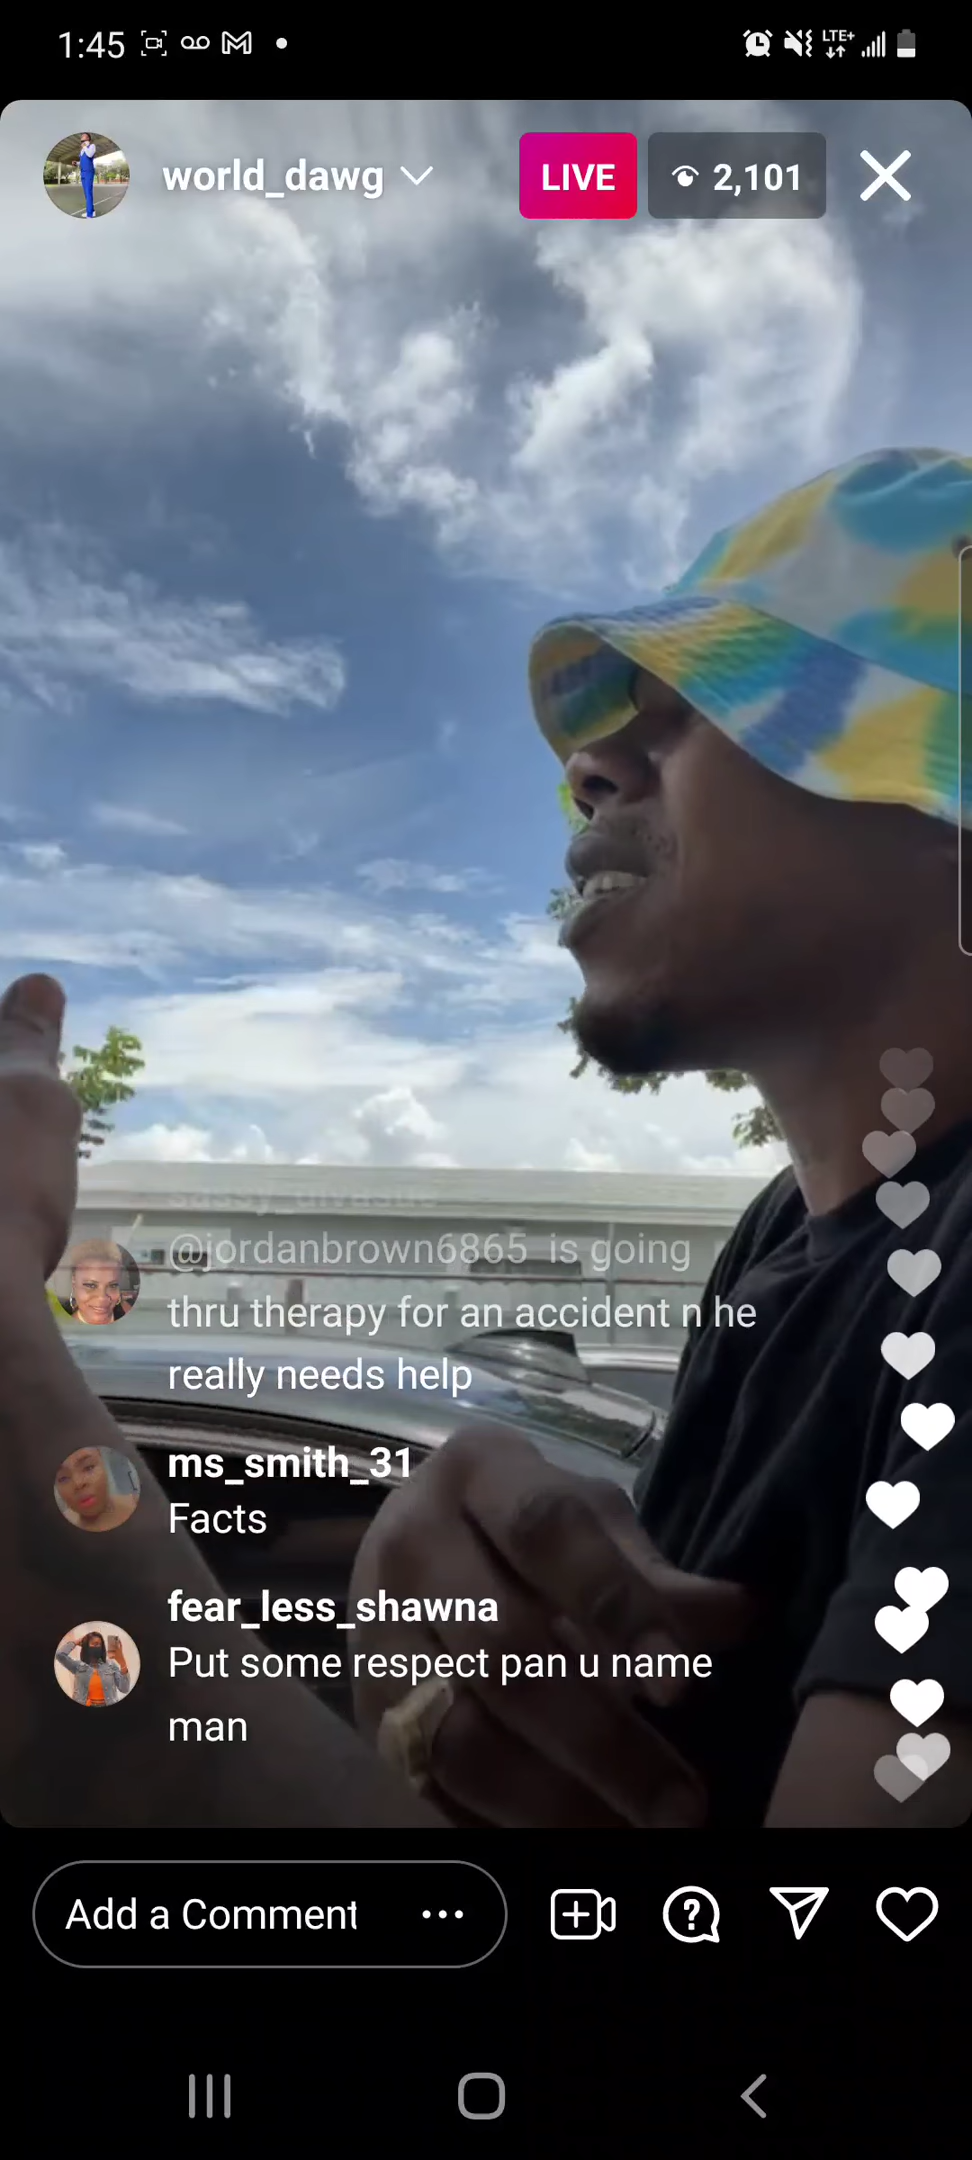 1:45
LTE+
world_dawg
LIVE
2,101
@jordanbrown6865 is going
thru therapy for an accident n he
really needs help
ms_smith_31
Facts
fear_less_shawna
Put some respect pan u name
man
Add a Comment